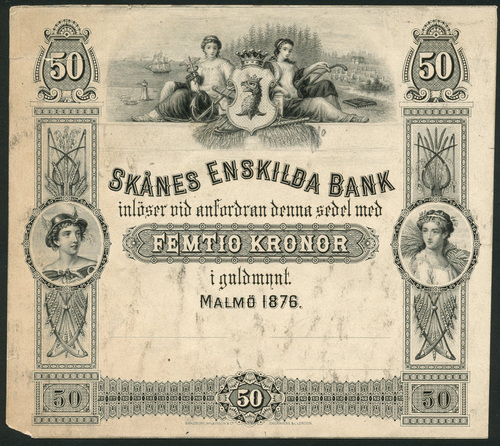 50 50
SKÅNES ENSKILDA BANK
inlöser vid anfordran denna sedel med
FEMTIO KRONOR
i guldmynt.
MALMÖ 1876.
50 50 50